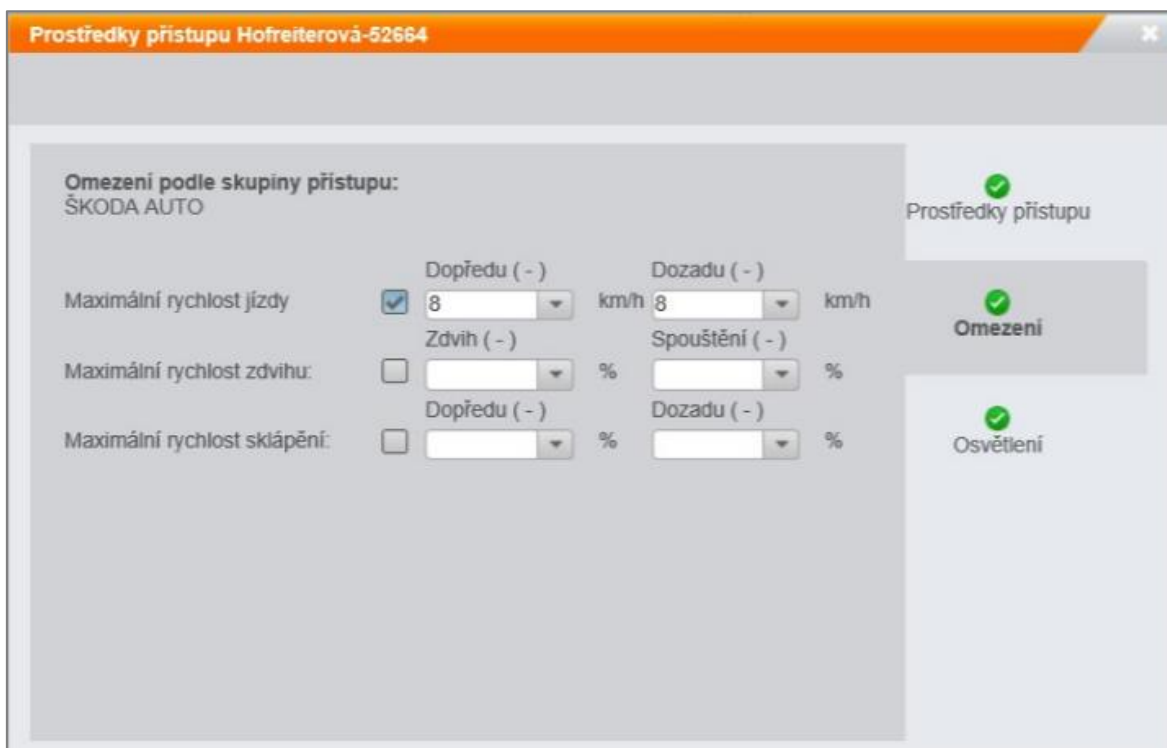 Prostředky přístupu Hofreiterová-52664
Omezení podle skupiny přístupu:
ŠKODA AUTO
Dopředu ( - ) Dozadu ( - )
Maximální rychlost jízdy 8 km/h 8 km/h
Zdvih ( - ) Spouštění ( - )
Maximální rychlost zdvihu: % %
Dopředu ( - ) Dozadu ( - )
Maximální rychlost sklápění: % %
Prostředky přístupu
Omezení
Osvětlení